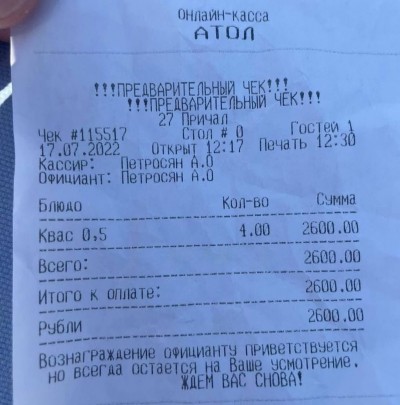 ОНЛАЙН-КАССА
АТОЛ
!!!ПРЕДВАРИТЕЛЬНЫЙ ЧЕК!!!
!!!ПРЕДВАРИТЕЛЬНЫЙ ЧЕК!!!
27 Причал
Чек #115517 Стол # 0 Гостей 1
17.07.2022 Открыт 12:17 Печать 12:30
Кассир: Петросян А.О
Официант: Петросян А.О
Блюдо Кол-во Сумма
Квас 0,5 4.00 2600.00
Всего: 2600.00
Итого к оплате: 2600.00
Рубли 2600.00
Вознаграждение официанту приветствуется
но всегда остается на Ваше усмотрение.
ЖДЕМ ВАС СНОВА!